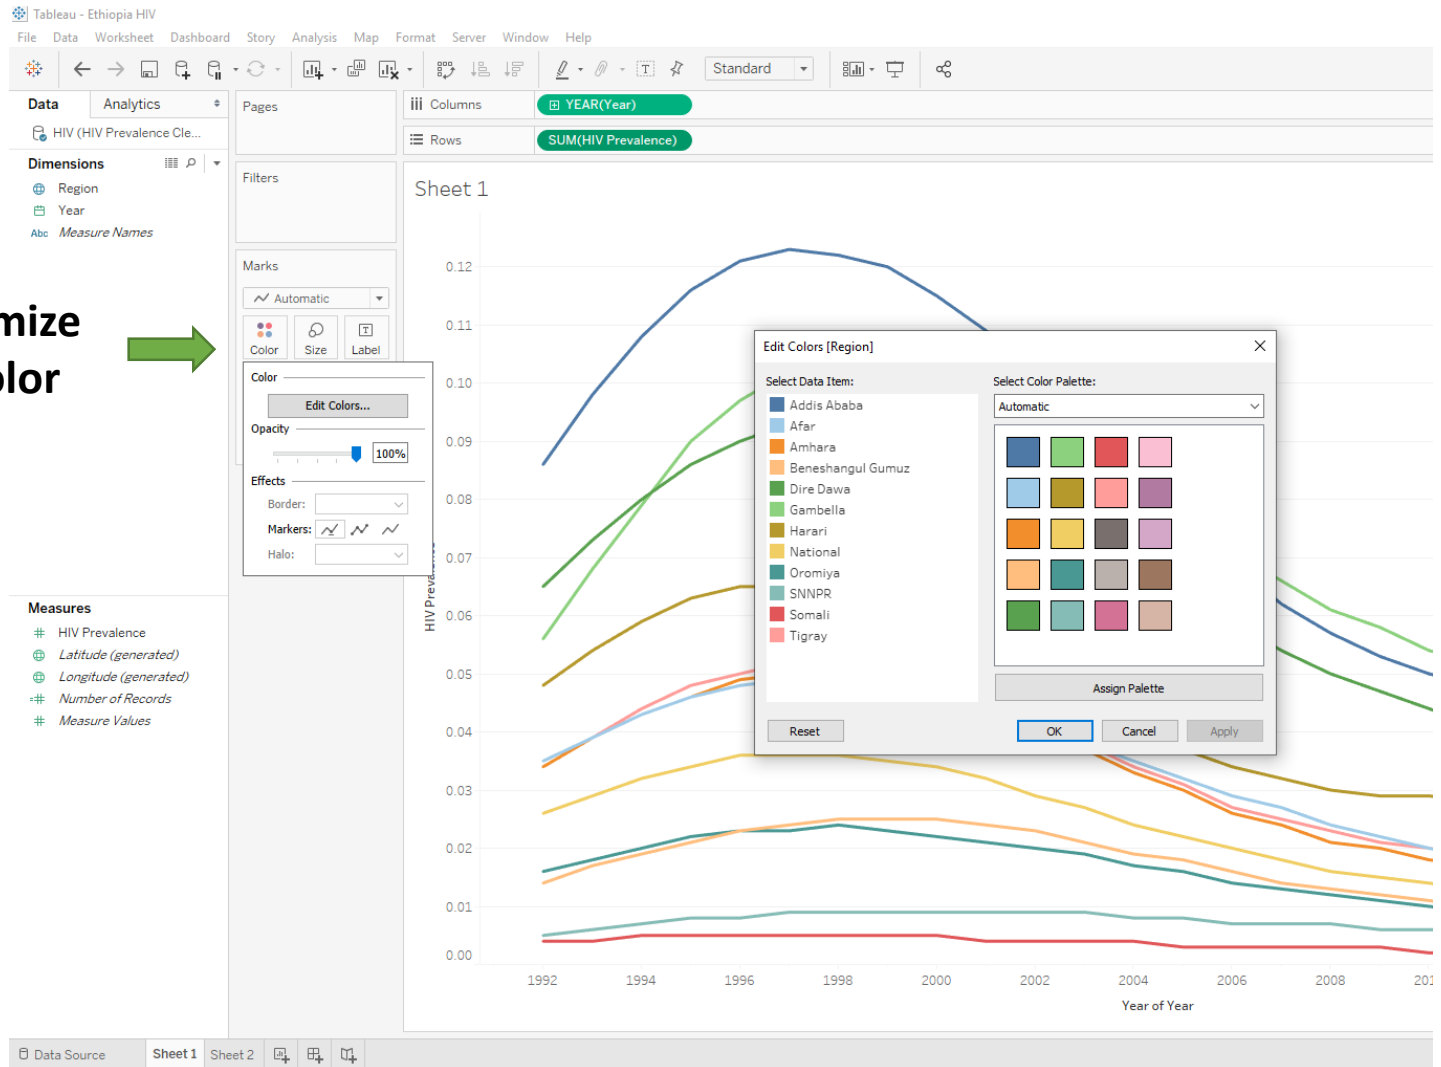 Tableau - Ethiopia HIV
File Data Worksheet Dashboard Story Analysis Map Format Server Window Help
Standard
Data Analytics
HIV (HIV Prevalence Cle...
Dimensions
Region
Year
Abc Measure Names
mize
olor
Measures
HIV Prevalence
Latitude (generated)
Longitude (generated)
Number of Records
Measure Values
Pages
Filters
Marks
Automatic
Color Size Label
Color
Edit Colors...
Opacity
100%
Effects
Border:
Markers:
Halo:
Columns YEAR(Year)
Rows SUM(HIV Prevalence)
Sheet 1
HIV Prevalence
0.12
0.11
0.10
0.09
0.08
0.07
0.06
0.05
0.04
0.03
0.02
0.01
0.00
1992 1994 1996 1998 2000 2002 2004 2006 2008 201
Year of Year
Edit Colors [Region]
Select Data Item:
Addis Ababa
Afar
Amhara
Beneshangul Gumuz
Dire Dawa
Gambella
Harari
National
Oromiya
SNNPR
Somali
Tigray
Select Color Palette:
Automatic
Assign Palette
Reset OK Cancel Apply
Data Source Sheet 1 Sheet 2